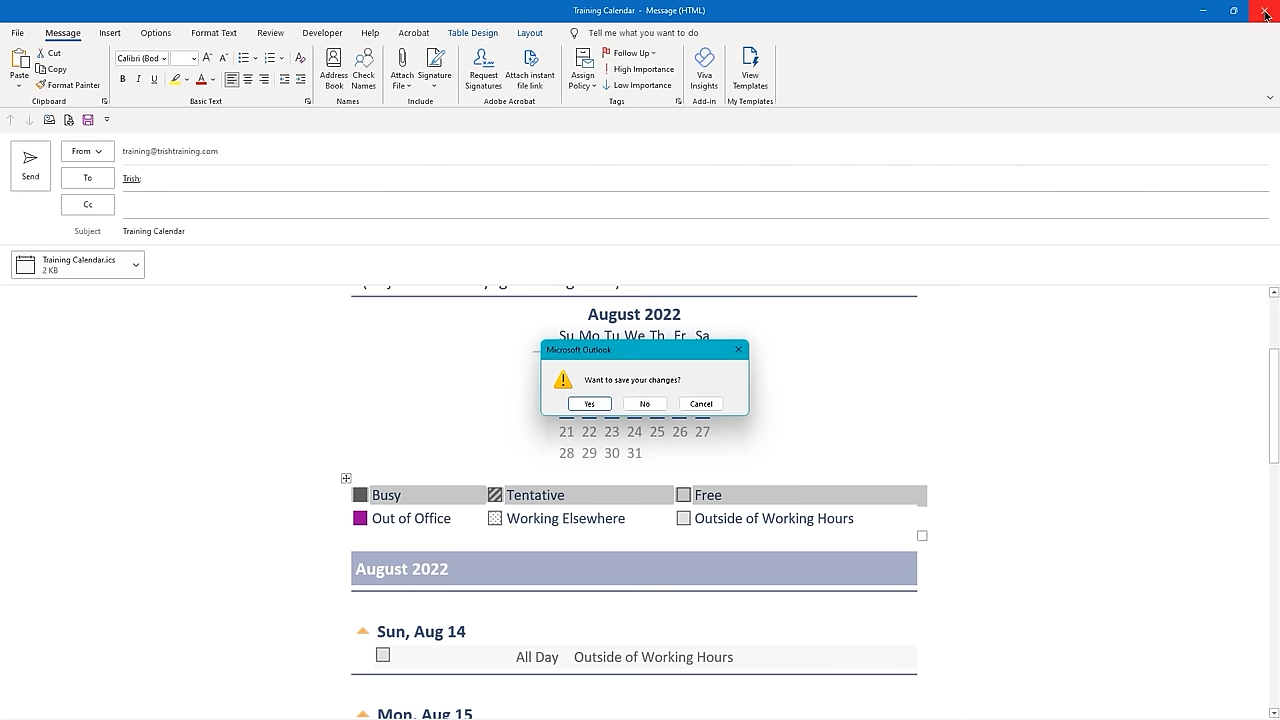 Training Calendar - Message (HTML)
File Message Insert Options Format Text Review Developer Help Acrobat Table Design Layout Tell me what you want to do
Paste
Cut
Copy
Format Painter
Clipboard
Calibri (Bod
B I U
Basic Text
Address Book
Check Names
Names
Attach File
Signature
Include
Request Signatures
Attach instant file link
Adobe Acrobat
Assign Policy
Follow Up
High Importance
Low Importance
Tags
Viva Insights
Add-in
View Templates
My Templates
Send
From training@trishtraining.com
To Trish;
Cc
Subject Training Calendar
Training Calendar.ics
2 KB
August 2022
Su Mo Tu We Th Fr Sa
Microsoft Outlook
Want to save your changes?
Yes No Cancel
21 22 23 24 25 26 27
28 29 30 31
Busy Tentative Free
Out of Office Working Elsewhere Outside of Working Hours
August 2022
Sun, Aug 14
All Day Outside of Working Hours
Mon, Aug 15